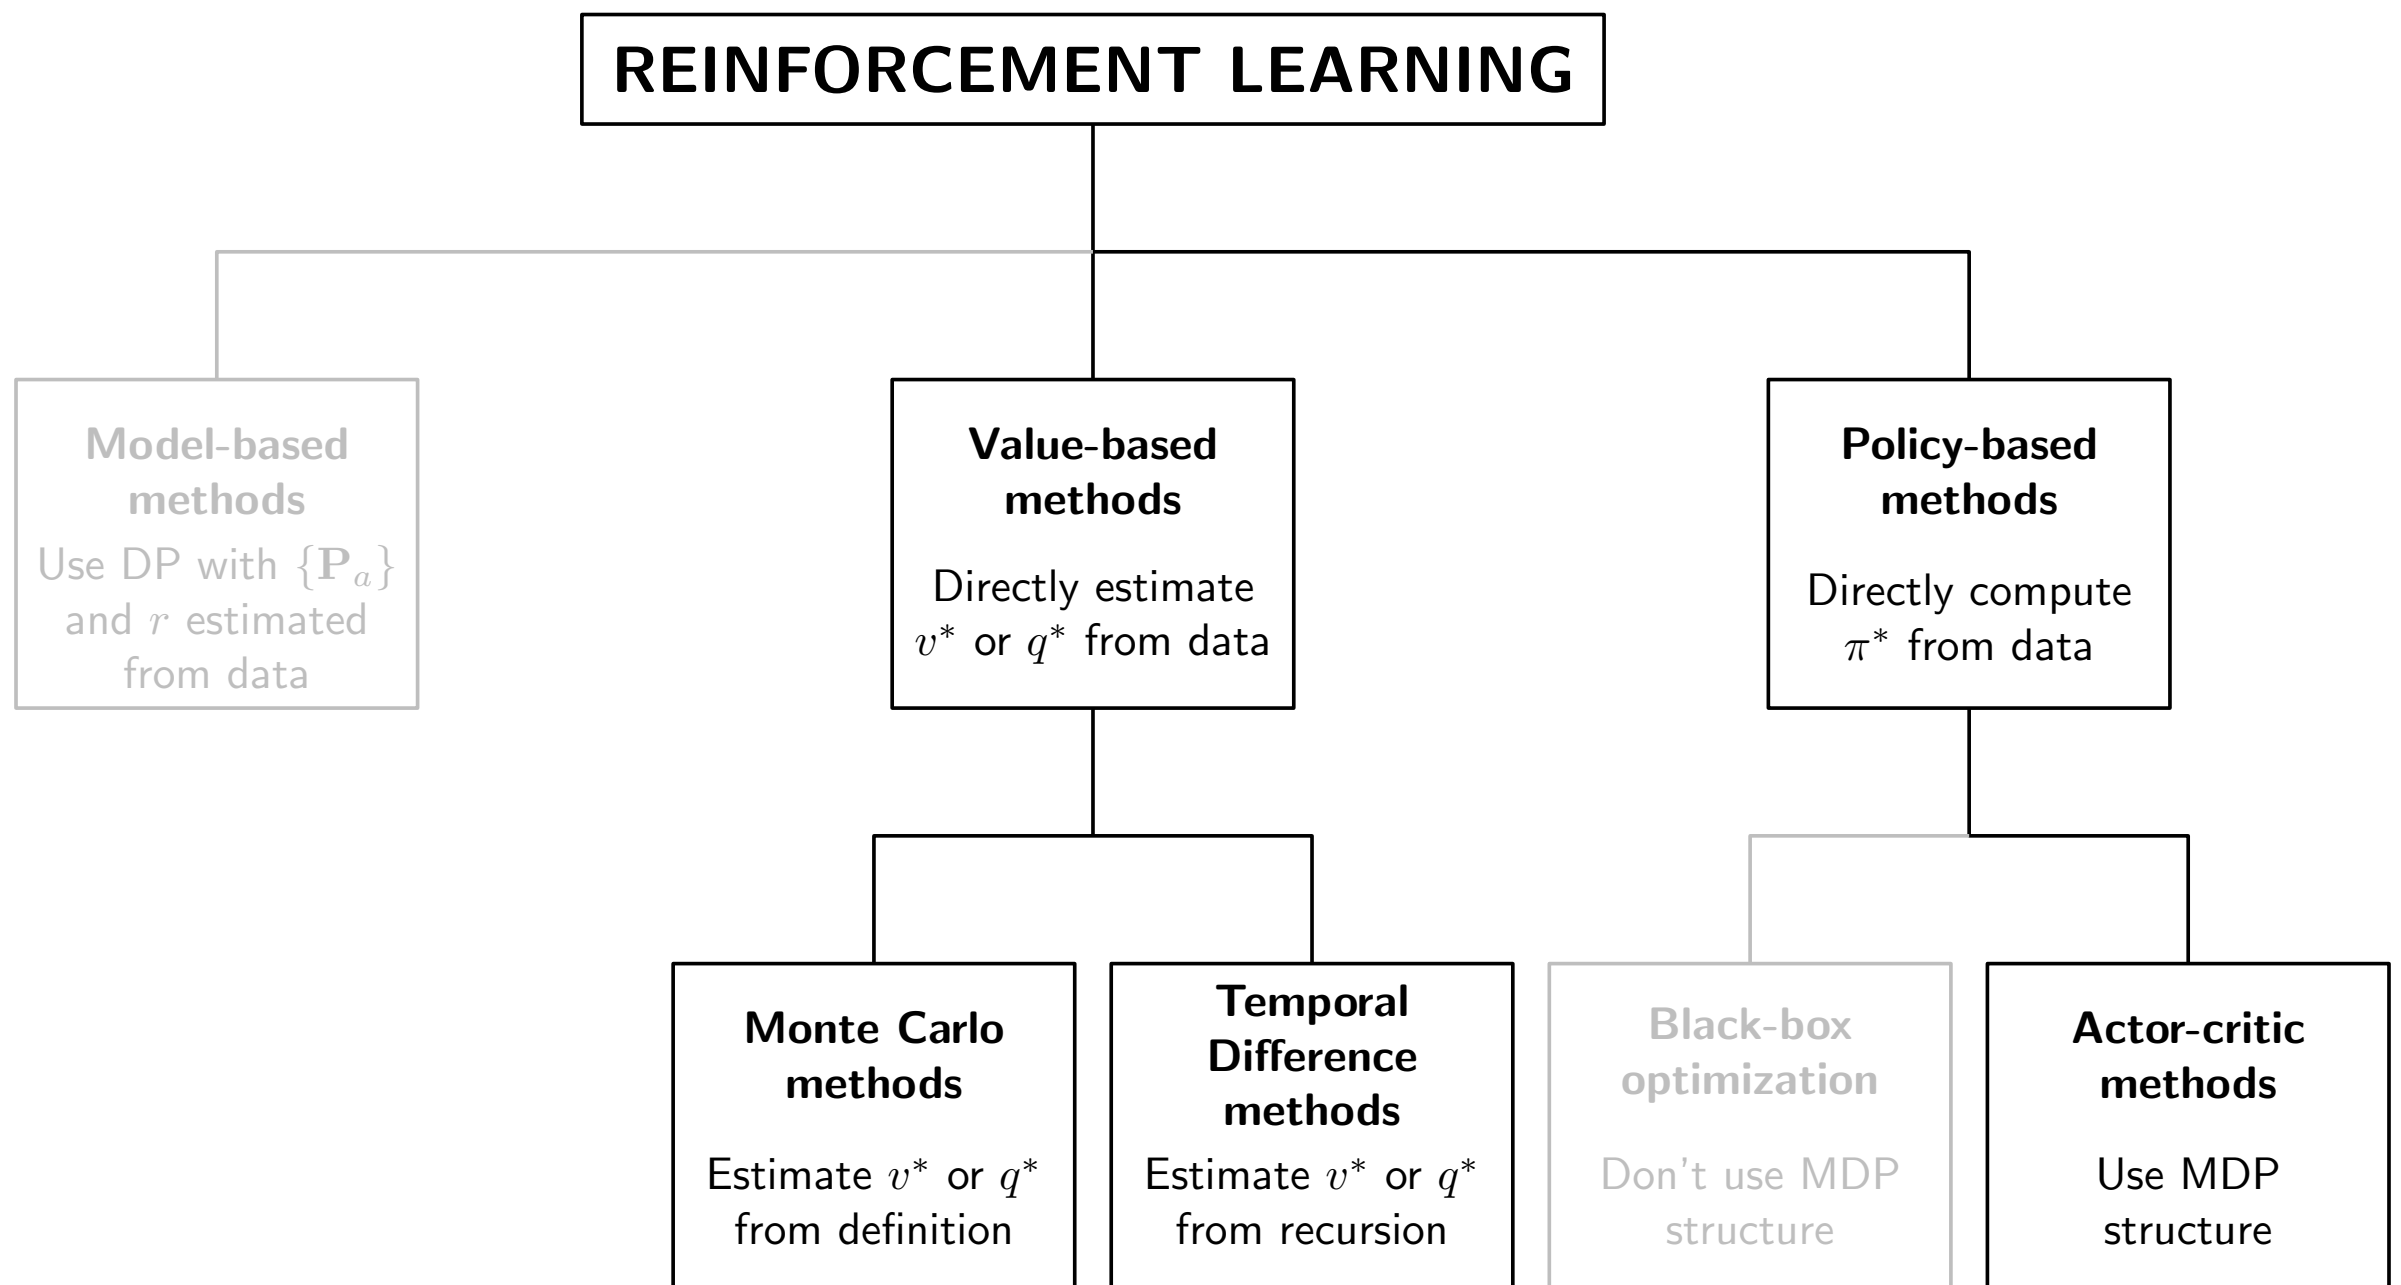 REINFORCEMENT LEARNING
Model-based
methods
Use DP with {𝐏ₐ}
and r estimated
from data
Value-based
methods
Directly estimate
v* or q* from data
Policy-based
methods
Directly compute
π* from data
Monte Carlo
methods
Estimate v* or q*
from definition
Temporal
Difference
methods
Estimate v* or q*
from recursion
Black-box
optimization
Don't use MDP
structure
Actor-critic
methods
Use MDP
structure